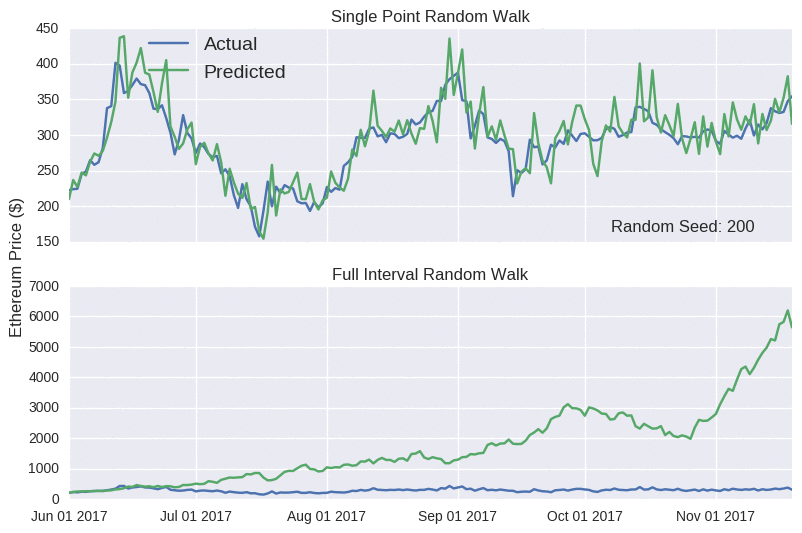 Single Point Random Walk
450
400
350
300
250
200
150
Actual
Predicted
Random Seed: 200
Ethereum Price ($)
Full Interval Random Walk
7000
6000
5000
4000
3000
2000
1000
0
Jun 01 2017 Jul 01 2017 Aug 01 2017 Sep 01 2017 Oct 01 2017 Nov 01 2017